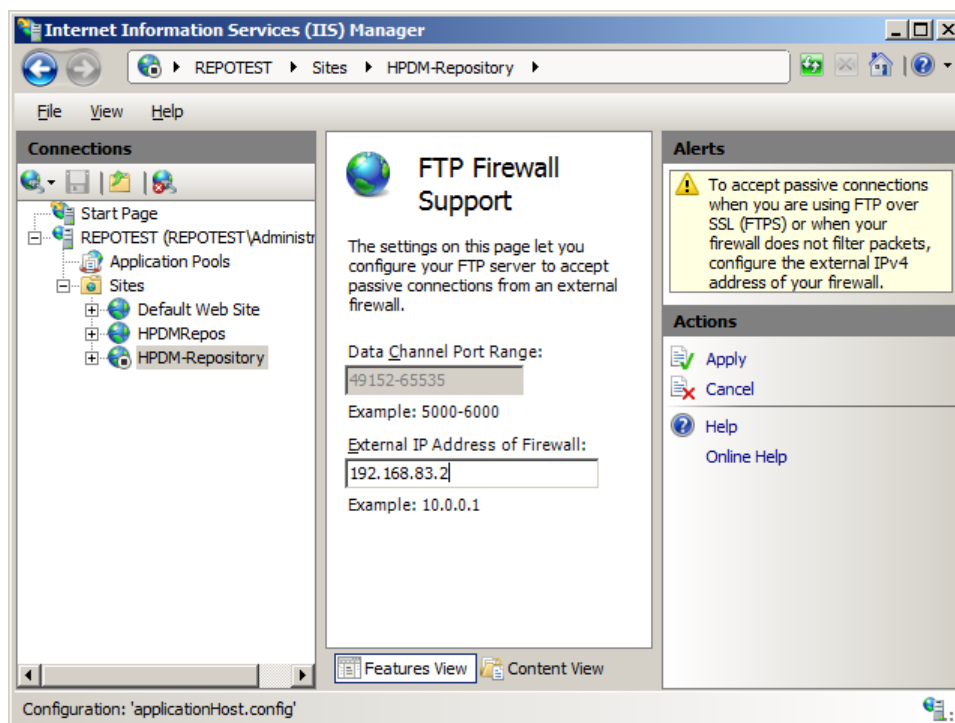 Internet Information Services (IIS) Manager
REPOTEST
Sites
HPDM-Repository
File View Help
Connections
Start Page
REPOTEST (REPOTEST\Administr
Application Pools
Sites
Default Web Site
HPDMRepos
HPDM-Repository
FTP Firewall
Support
The settings on this page let you
configure your FTP server to accept
passive connections from an external
firewall.
Data Channel Port Range:
49152-65535
Example: 5000-6000
External IP Address of Firewall:
192.168.83.2
Example: 10.0.0.1
Features View
Content View
Alerts
To accept passive connections
when you are using FTP over
SSL (FTPS) or when your
firewall does not filter packets,
configure the external IPv4
address of your firewall.
Actions
Apply
Cancel
Help
Online Help
Configuration: 'applicationHost.config'